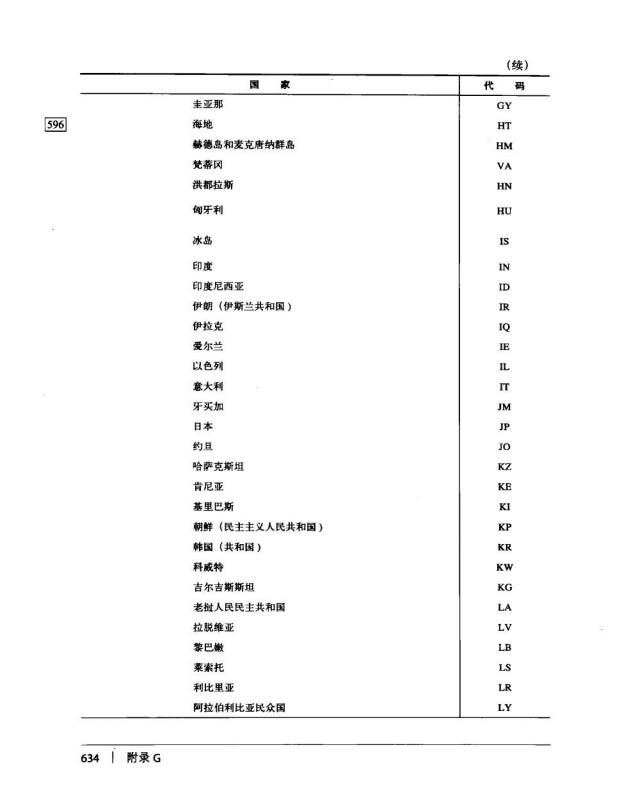 (续)
国 家 代 码
圭亚那 GY
596
海地 HT
赫德岛和麦克唐纳群岛 HM
梵蒂冈 VA
洪都拉斯 HN
匈牙利 HU
冰岛 IS
印度 IN
印度尼西亚 ID
伊朗（伊斯兰共和国） IR
伊拉克 IQ
爱尔兰 IE
以色列 IL
意大利 IT
牙买加 JM
日本 JP
约旦 JO
哈萨克斯坦 KZ
肯尼亚 KE
基里巴斯 KI
朝鲜（民主主义人民共和国） KP
韩国（共和国） KR
科威特 KW
吉尔吉斯斯坦 KG
老挝人民民主共和国 LA
拉脱维亚 LV
黎巴嫩 LB
莱索托 LS
利比里亚 LR
阿拉伯利比亚民众国 LY
634 | 附录 G